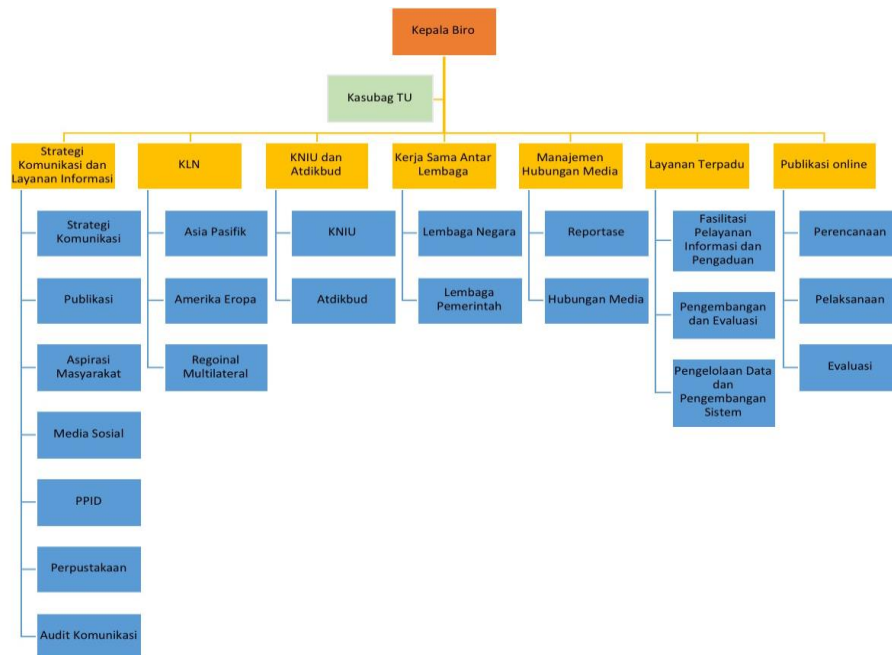 Kepala Biro
Kasubag TU
Strategi
Komunikasi dan
Layanan Informasi
KLN
KNIU dan
Atdikbud
Kerja Sama Antar
Lembaga
Manajemen
Hubungan Media
Layanan Terpadu
Publikasi online
Strategi
Komunikasi
Publikasi
Aspirasi
Masyarakat
Media Sosial
PPID
Perpustakaan
Audit Komunikasi
Asia Pasifik
Amerika Eropa
Regoinal
Multilateral
KNIU
Atdikbud
Lembaga Negara
Lembaga
Pemerintah
Reportase
Hubungan Media
Fasilitasi
Pelayanan
Informasi dan
Pengaduan
Pengembangan
dan Evaluasi
Pengelolaan Data
dan
Pengembangan
Sistem
Perencanaan
Pelaksanaan
Evaluasi